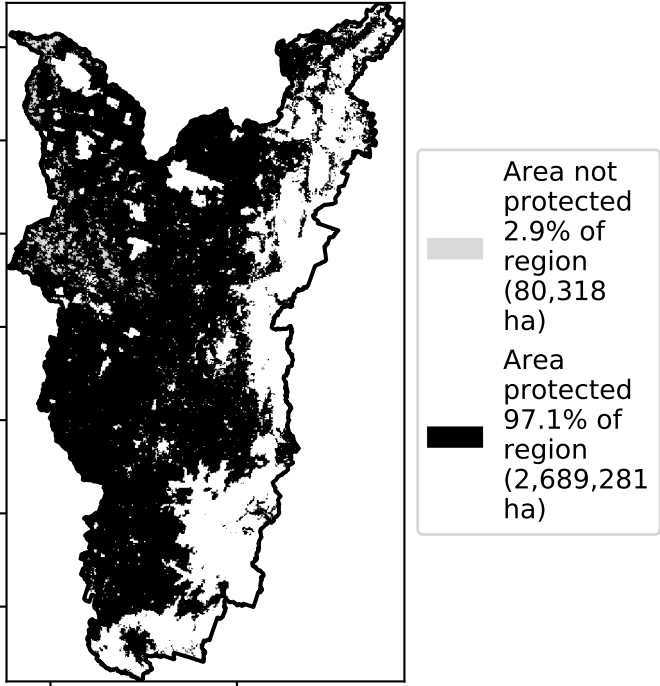 Area not
protected
2.9% of
region
(80,318
ha)
Area
protected
97.1% of
region
(2,689,281
ha)